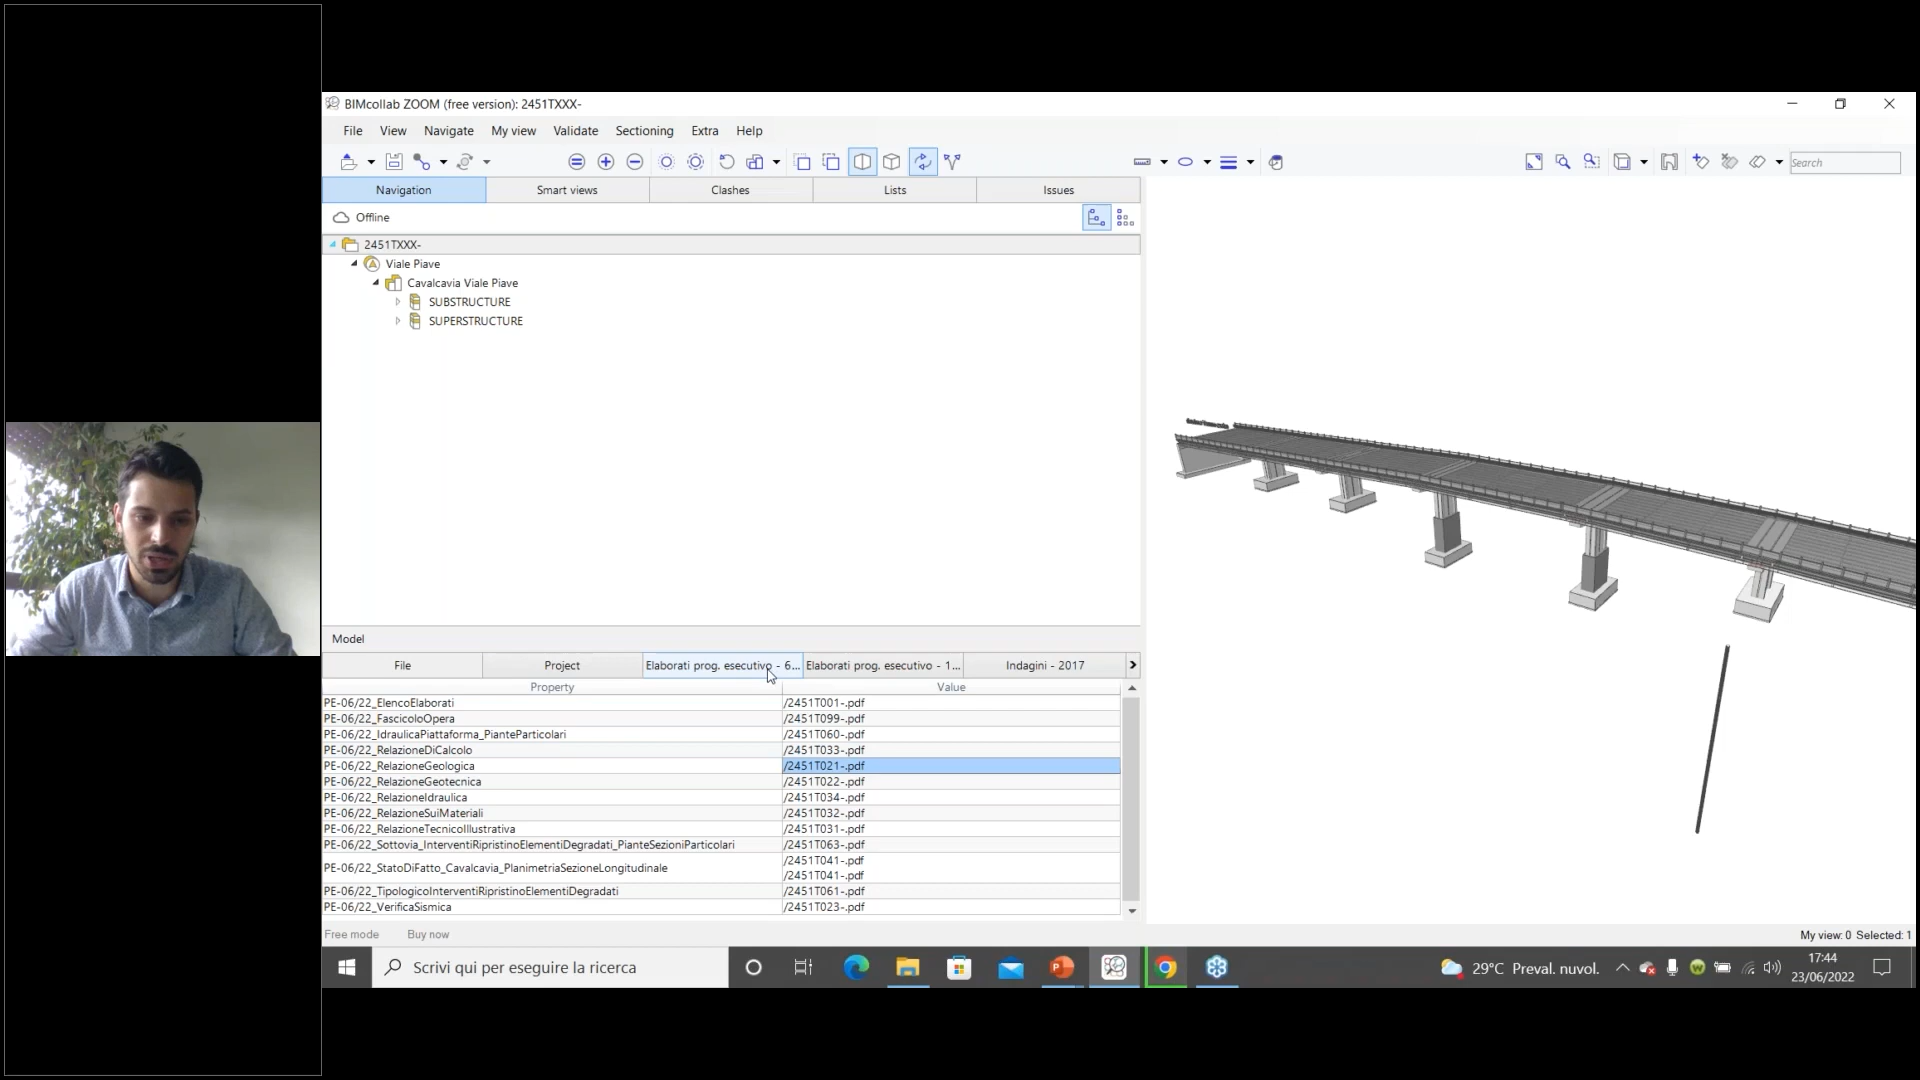 BIMcollab ZOOM (free version): 2451TXXX-
File View Navigate My view Validate Sectioning Extra Help
Search
Navigation Smart views Clashes Lists Issues
Offline
2451TXXX-
Viale Piave
Cavalcavia Viale Piave
SUBSTRUCTURE
SUPERSTRUCTURE
Model
File Project Elaborati prog. esecutivo - 6... Elaborati prog. esecutivo - 1... Indagini - 2017
Property Value
PE-06/22_ElencoElaborati /2451T001-.pdf
PE-06/22_FascicoloOpera /2451T099-.pdf
PE-06/22_IdraulicaPiattaforma_PianteParticolari /2451T060-.pdf
PE-06/22_RelazioneDiCalcolo /2451T033-.pdf
PE-06/22_RelazioneGeologica /2451T021-.pdf
PE-06/22_RelazioneGeotecnica /2451T022-.pdf
PE-06/22_RelazioneIdraulica /2451T034-.pdf
PE-06/22_RelazioneSuiMateriali /2451T032-.pdf
PE-06/22_RelazioneTecnicoIllustrativa /2451T031-.pdf
PE-06/22_Sottovia_InterventiRipristinoElementiDegradati_PianteSezioniParticolari /2451T063-.pdf
PE-06/22_StatoDiFatto_Cavalcavia_PlanimetriaSezioneLongitudinale /2451T041-.pdf
/2451T041-.pdf
PE-06/22_TipologicoInterventiRipristinoElementiDegradati /2451T061-.pdf
PE-06/22_VerificaSismica /2451T023-.pdf
Free mode Buy now
My view: 0 Selected: 1
Scrivi qui per eseguire la ricerca
29°C Preval. nuvol.
17:44
23/06/2022